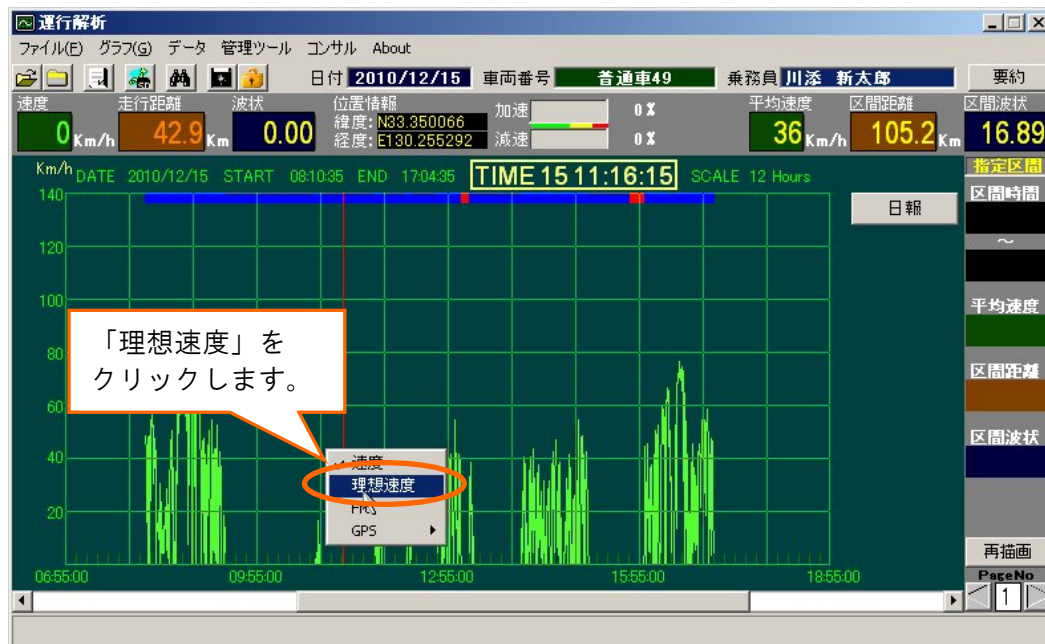 運行解析
ファイル(F) グラフ(G) データ 管理ツール コンサル About
日付 2010/12/15 車両番号 普通車49 乗務員 川添 新太郎 要約
速度 走行距離 波状 位置情報 加速 0% 平均速度 区間距離 区間波状
0 Km/h 42.9 Km 0.00 緯度: N33.350066 36 Km/h 105.2 Km 16.89
経度: E130.255292 減速 0%
Km/h DATE 2010/12/15 START 08:10:35 END 17:04:35 TIME 15 11:16:15 SCALE 12 Hours 指定区間
140 日報 区間時間
120 ～
100 平均速度
「理想速度」を
クリックします。
80 区間距離
60 区間波状
40 速度
理想速度
20 GPS
再描画
06:55:00 09:55:00 12:55:00 15:55:00 18:55:00 PageNo
1